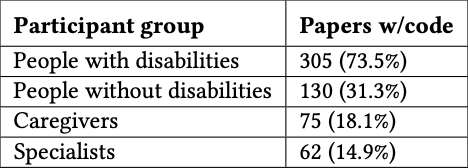 Participant group Papers w/code
People with disabilities 305 (73.5%)
People without disabilities 130 (31.3%)
Caregivers 75 (18.1%)
Specialists 62 (14.9%)